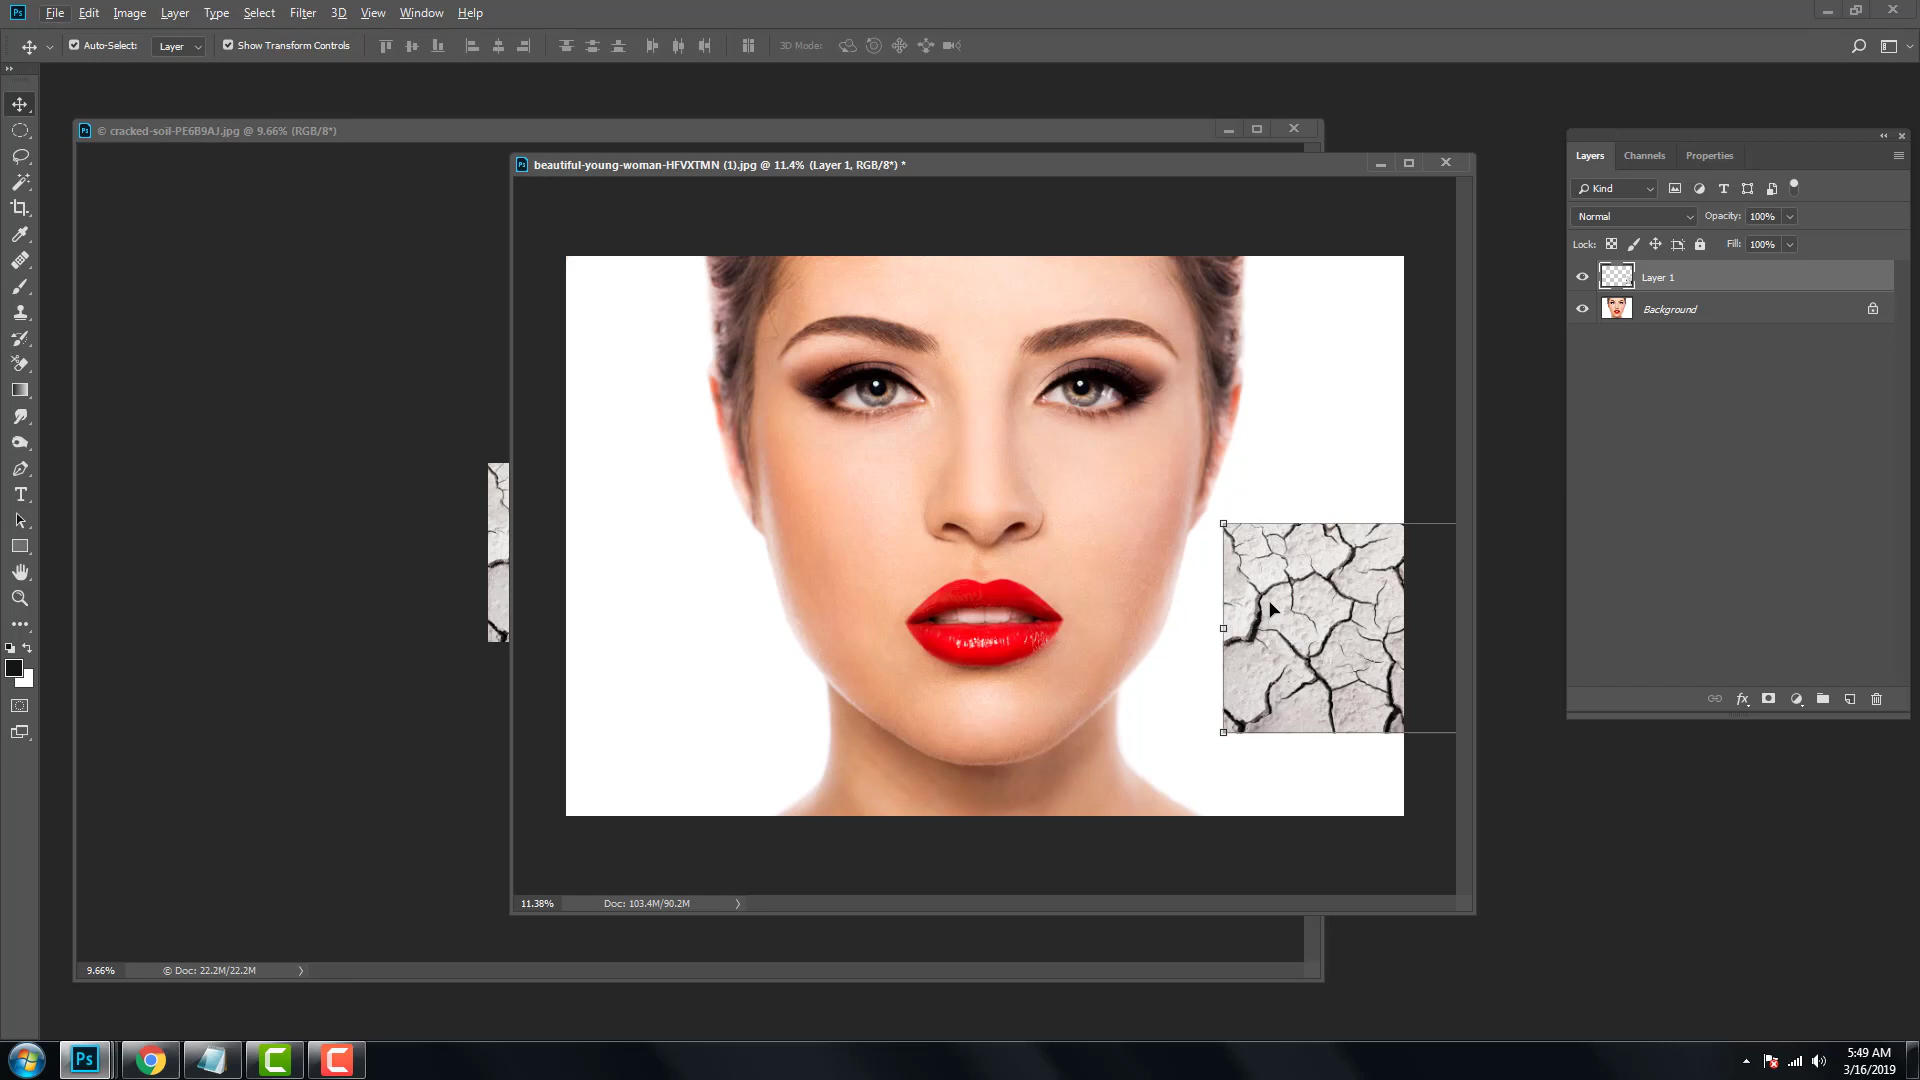 Ps File Edit Image Layer Type Select Filter 3D View Window Help
Auto-Select: Layer Show Transform Controls 3D Mode:
© cracked-soil-PE6B9AJ.jpg @ 9.66% (RGB/8*)
beautiful-young-woman-HFVXTMN (1).jpg @ 11.4% (Layer 1, RGB/8*) *
Layers Channels Properties
Kind
Normal Opacity: 100%
Lock: Fill: 100%
Layer 1
Background
11.38% Doc: 103.4M/90.2M
9.66% © Doc: 22.2M/22.2M
Ps
5:49 AM
3/16/2019